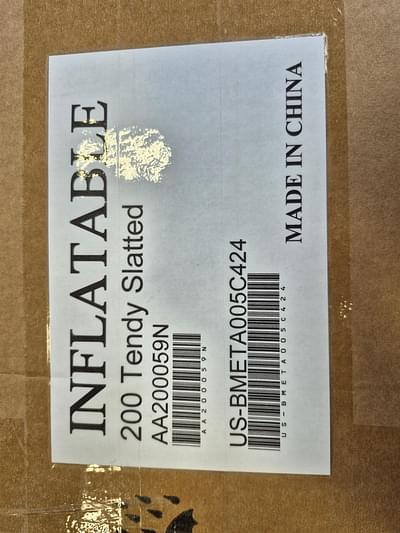 INFLATABLE
200 Tendy Slatted
AA200059N
AA200059N
US-BMETA005C424
US-BMETA005C424
MADE IN CHINA